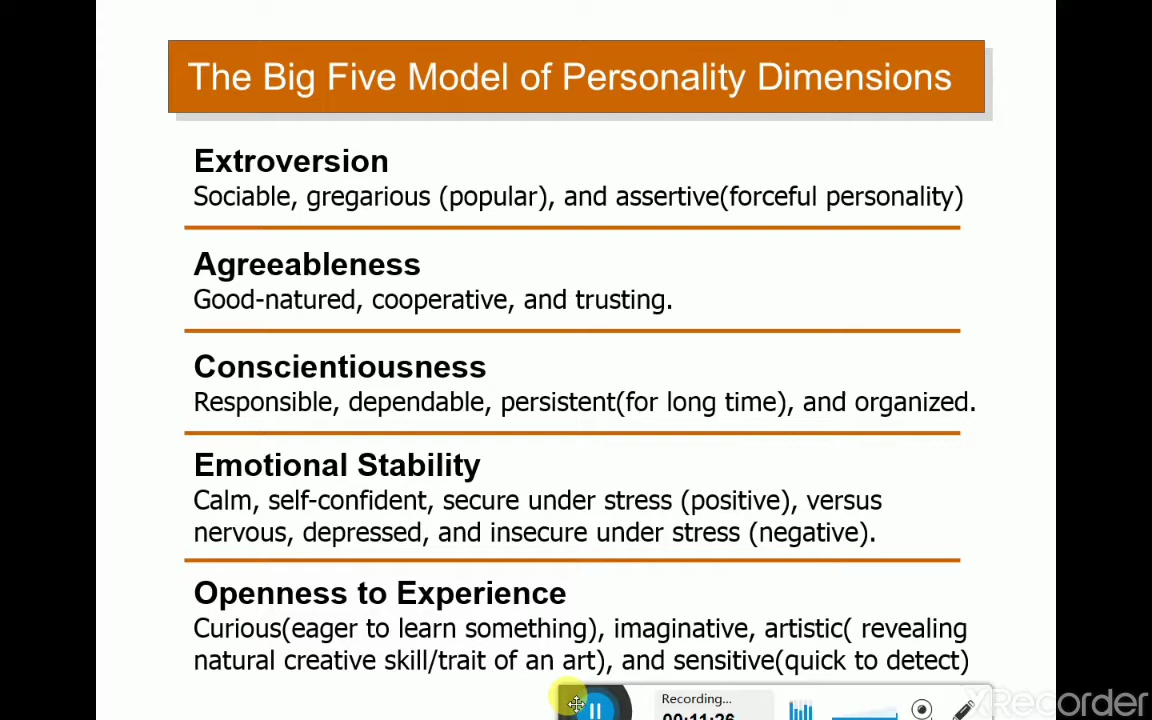 The Big Five Model of Personality Dimensions
Extroversion
Sociable, gregarious (popular), and assertive(forceful personality)
Agreeableness
Good-natured, cooperative, and trusting.
Conscientiousness
Responsible, dependable, persistent(for long time), and organized.
Emotional Stability
Calm, self-confident, secure under stress (positive), versus
nervous, depressed, and insecure under stress (negative).
Openness to Experience
Curious(eager to learn something), imaginative, artistic( revealing
natural creative skill/trait of an art), and sensitive(quick to detect)
Recording...
00:11:26
XRecorder